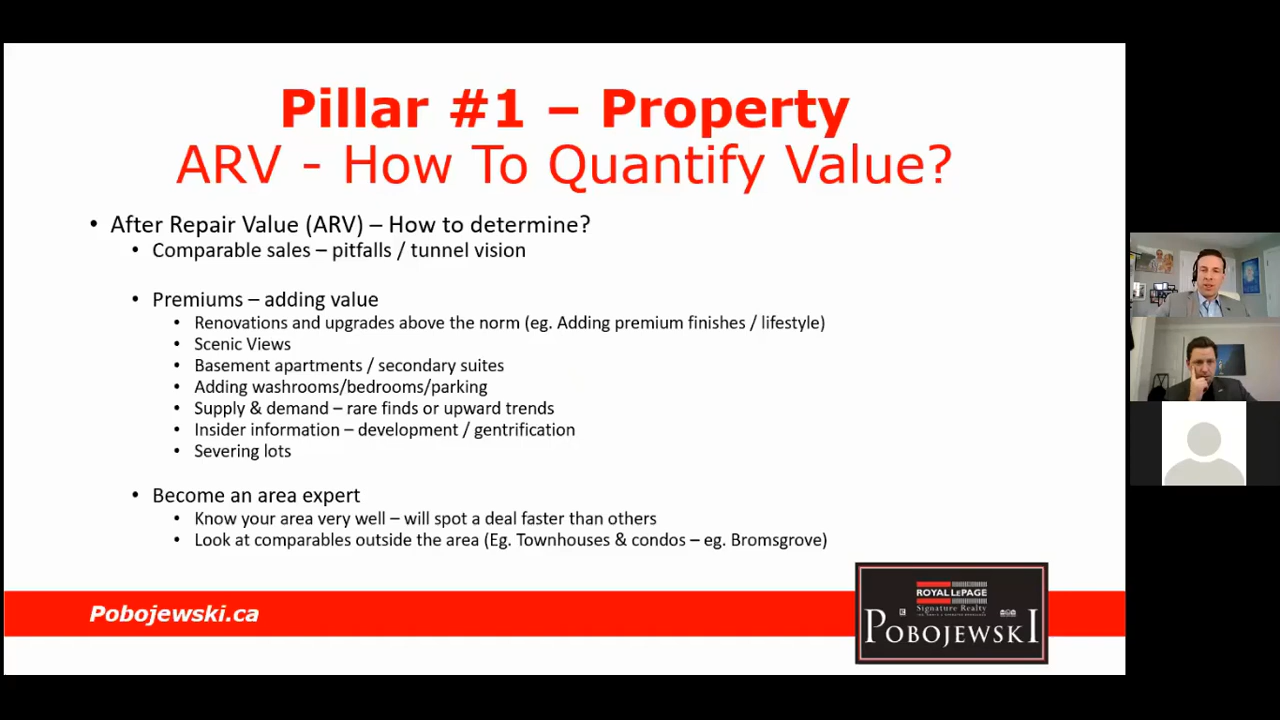 Pillar #1 – Property
ARV - How To Quantify Value?
• After Repair Value (ARV) – How to determine?
• Comparable sales – pitfalls / tunnel vision
• Premiums – adding value
• Renovations and upgrades above the norm (eg. Adding premium finishes / lifestyle)
• Scenic Views
• Basement apartments / secondary suites
• Adding washrooms/bedrooms/parking
• Supply & demand – rare finds or upward trends
• Insider information – development / gentrification
• Severing lots
• Become an area expert
• Know your area very well – will spot a deal faster than others
• Look at comparables outside the area (Eg. Townhouses & condos – eg. Bromsgrove)
Pobojewski.ca
ROYAL LEPAGE
Signature Realty
POBOJEWSKI